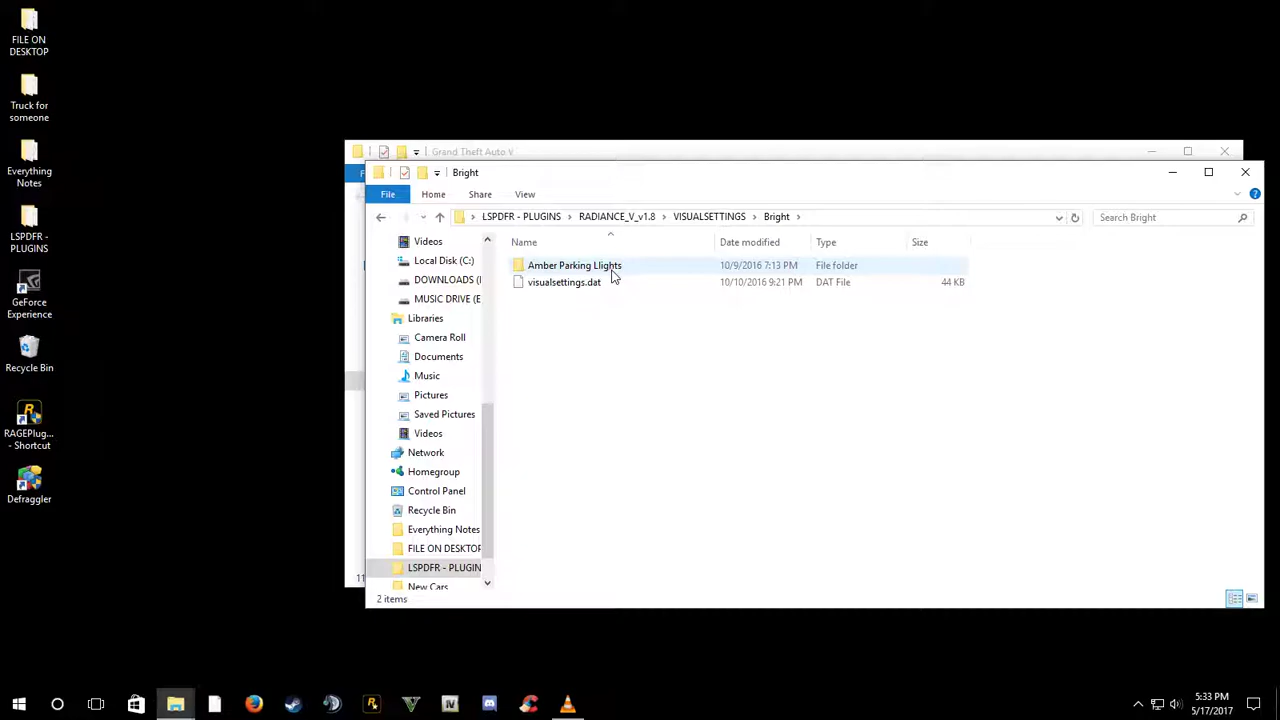 FILE ON
DESKTOP
Truck for
someone
Everything
Notes
LSPDFR -
PLUGINS
GeForce
Experience
Recycle Bin
RAGEPlug...
- Shortcut
Defraggler
Grand Theft Auto V
Bright
File
Home
Share
View
LSPDFR - PLUGINS
RADIANCE_V_v1.8
VISUALSETTINGS
Bright
Search Bright
Name
Date modified
Type
Size
Amber Parking LIights
10/9/2016 7:13 PM
File folder
visualsettings.dat
10/10/2016 9:21 PM
DAT File
44 KB
Videos
Local Disk (C:)
DOWNLOADS (
MUSIC DRIVE (E
Libraries
Camera Roll
Documents
Music
Pictures
Saved Pictures
Videos
Network
Homegroup
Control Panel
Recycle Bin
Everything Notes
FILE ON DESKTOP
LSPDFR - PLUGIN
New Cars
11
2 items
5:33 PM
5/17/2017